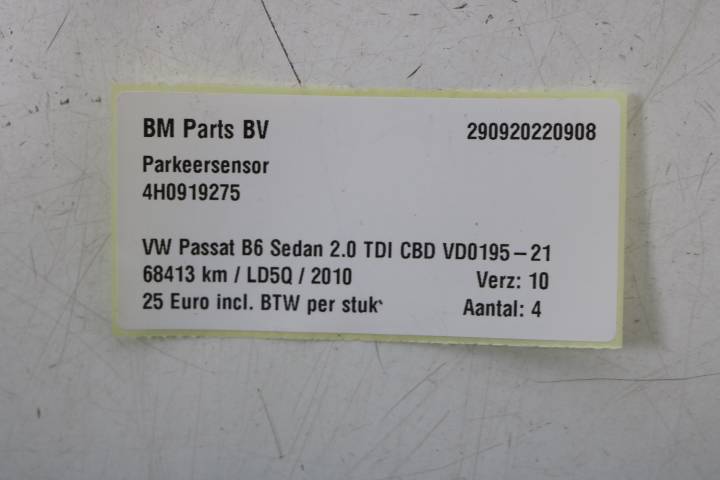 BM Parts BV 290920220908
Parkeersensor
4H0919275
VW Passat B6 Sedan 2.0 TDI CBD VD0195-21
68413 km / LD5Q / 2010 Verz: 10
25 Euro incl. BTW per stuk Aantal: 4